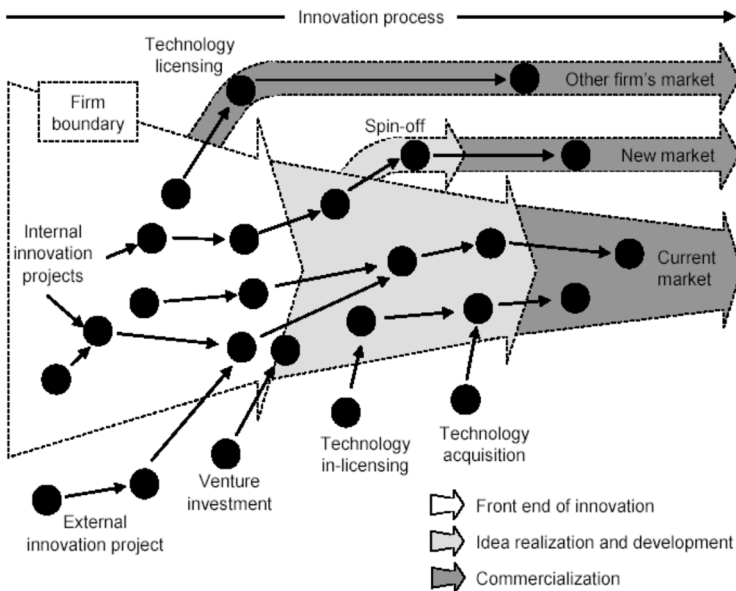 Innovation process
Technology
licensing
Other firm's market
Firm
boundary
Spin-off
New market
Internal
innovation
projects
Current
market
Technology
in-licensing
Technology
acquisition
Venture
investment
External
innovation project
Front end of innovation
Idea realization and development
Commercialization